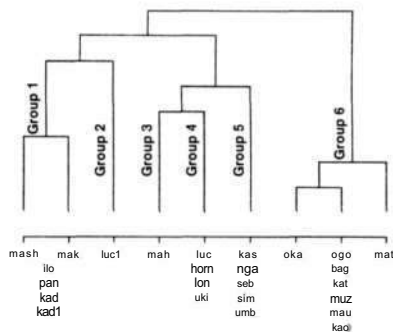 Group 1
Group 2
Group 3
Group 4
Group 5
Group 6
mash mak luc1 mah luc kas oka ogo mat
ilo horn nga bag
pan lon seb kat
kad uki sim muz
kad1 umb mau